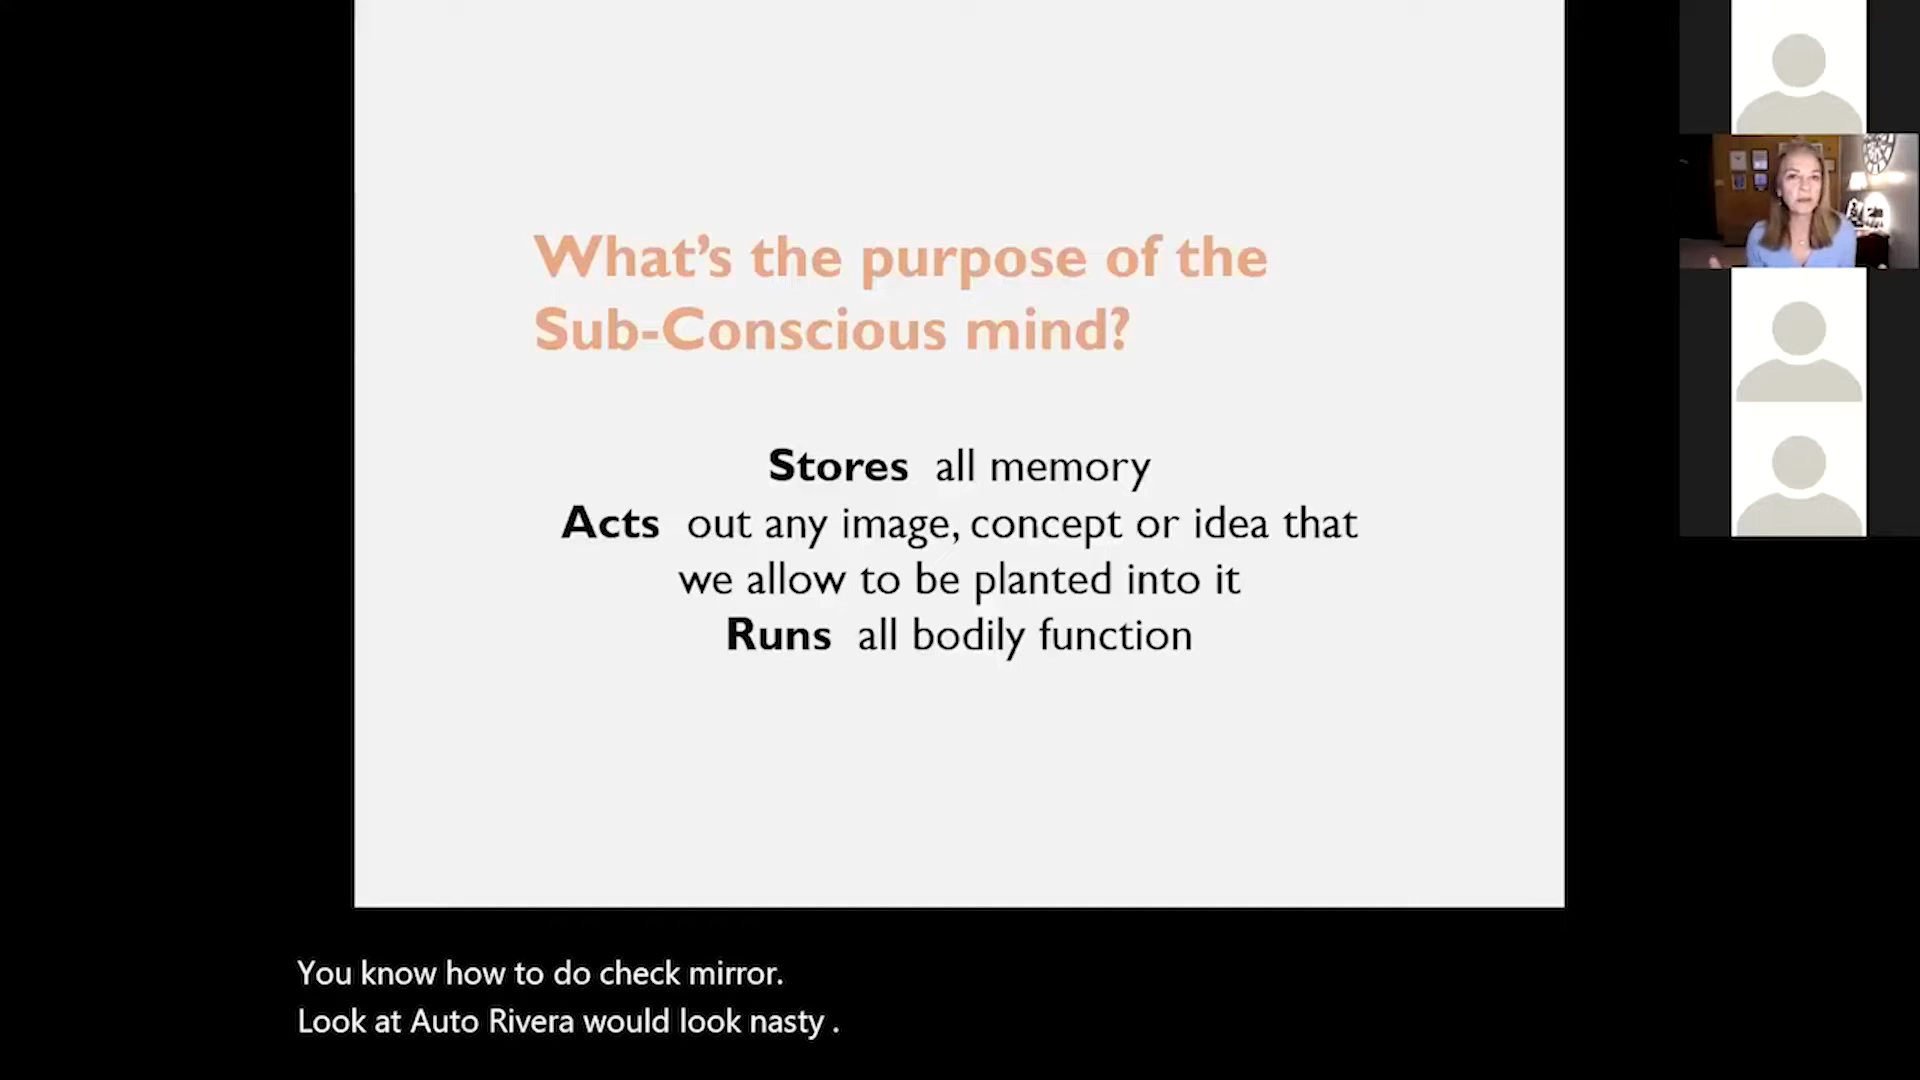 What's the purpose of the
Sub-Conscious mind?
Stores all memory
Acts out any image, concept or idea that
we allow to be planted into it
Runs all bodily function
You know how to do check mirror.
Look at Auto Rivera would look nasty .